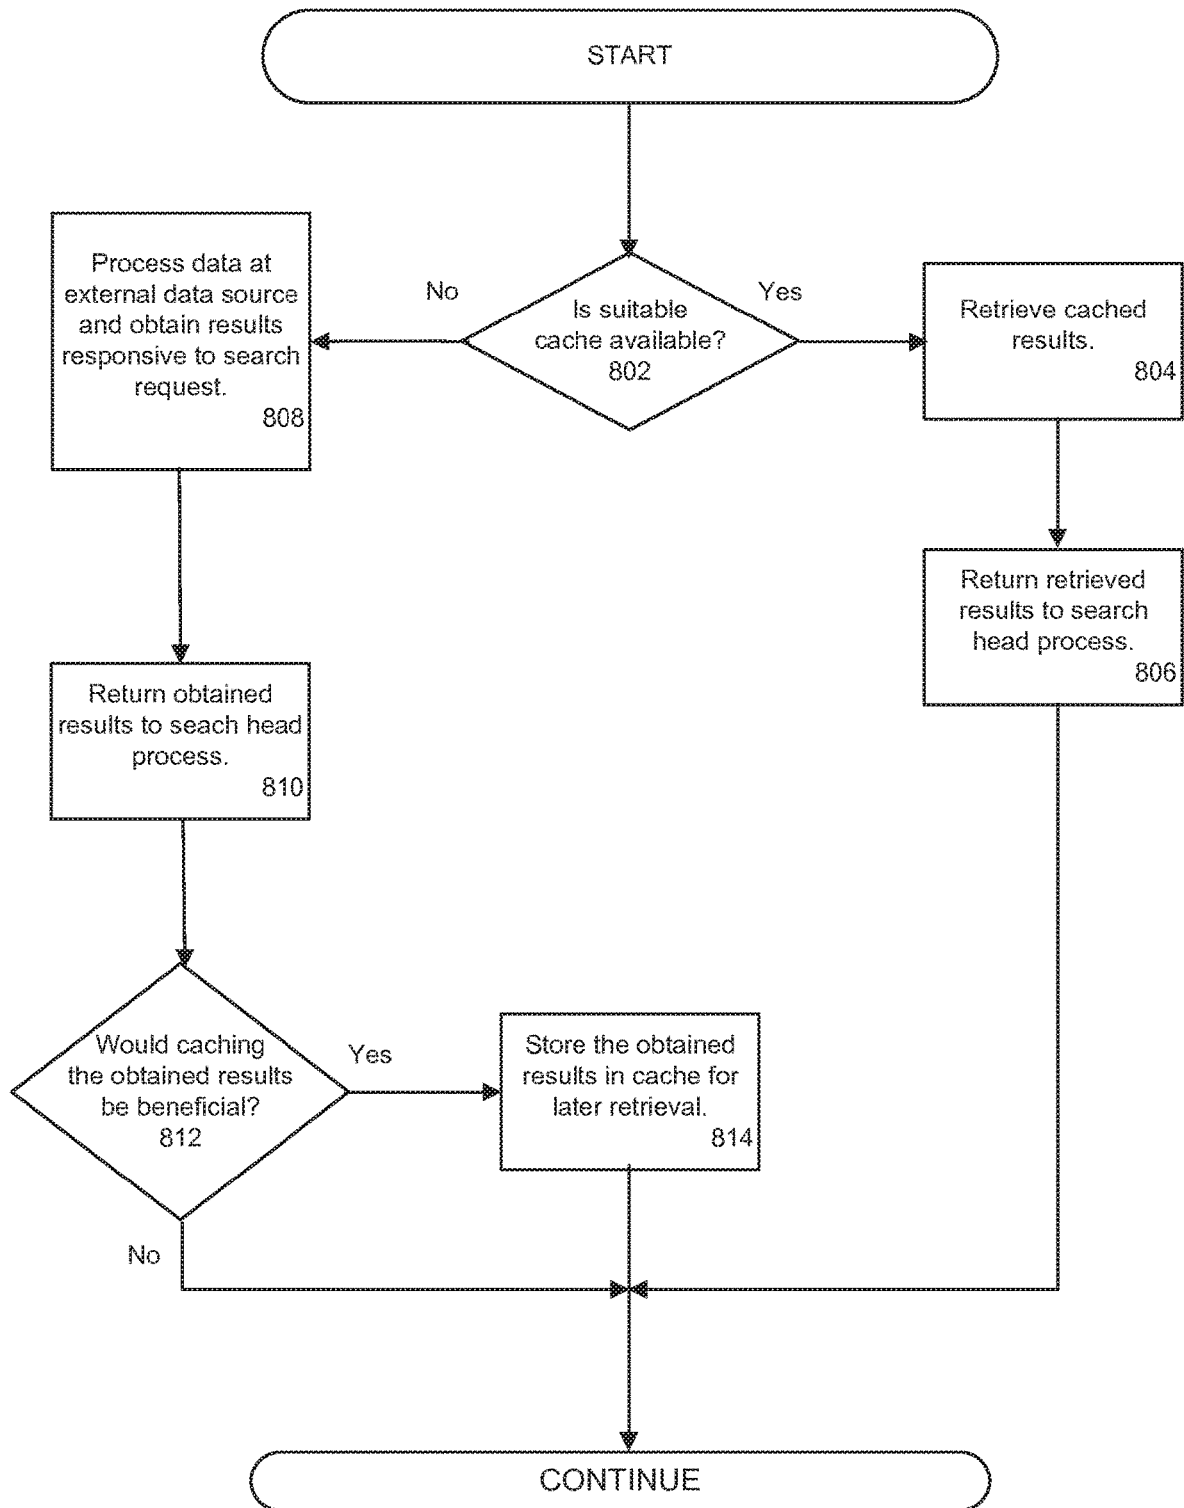 START
No
Yes
Is suitable
cache available?
802
Process data at
external data source
and obtain results
responsive to search
request.
808
Retrieve cached
results.
804
Return retrieved
results to search
head process.
806
Return obtained
results to seach head
process.
810
Would caching
the obtained results
be beneficial?
812
Yes
Store the obtained
results in cache for
later retrieval.
814
No
CONTINUE